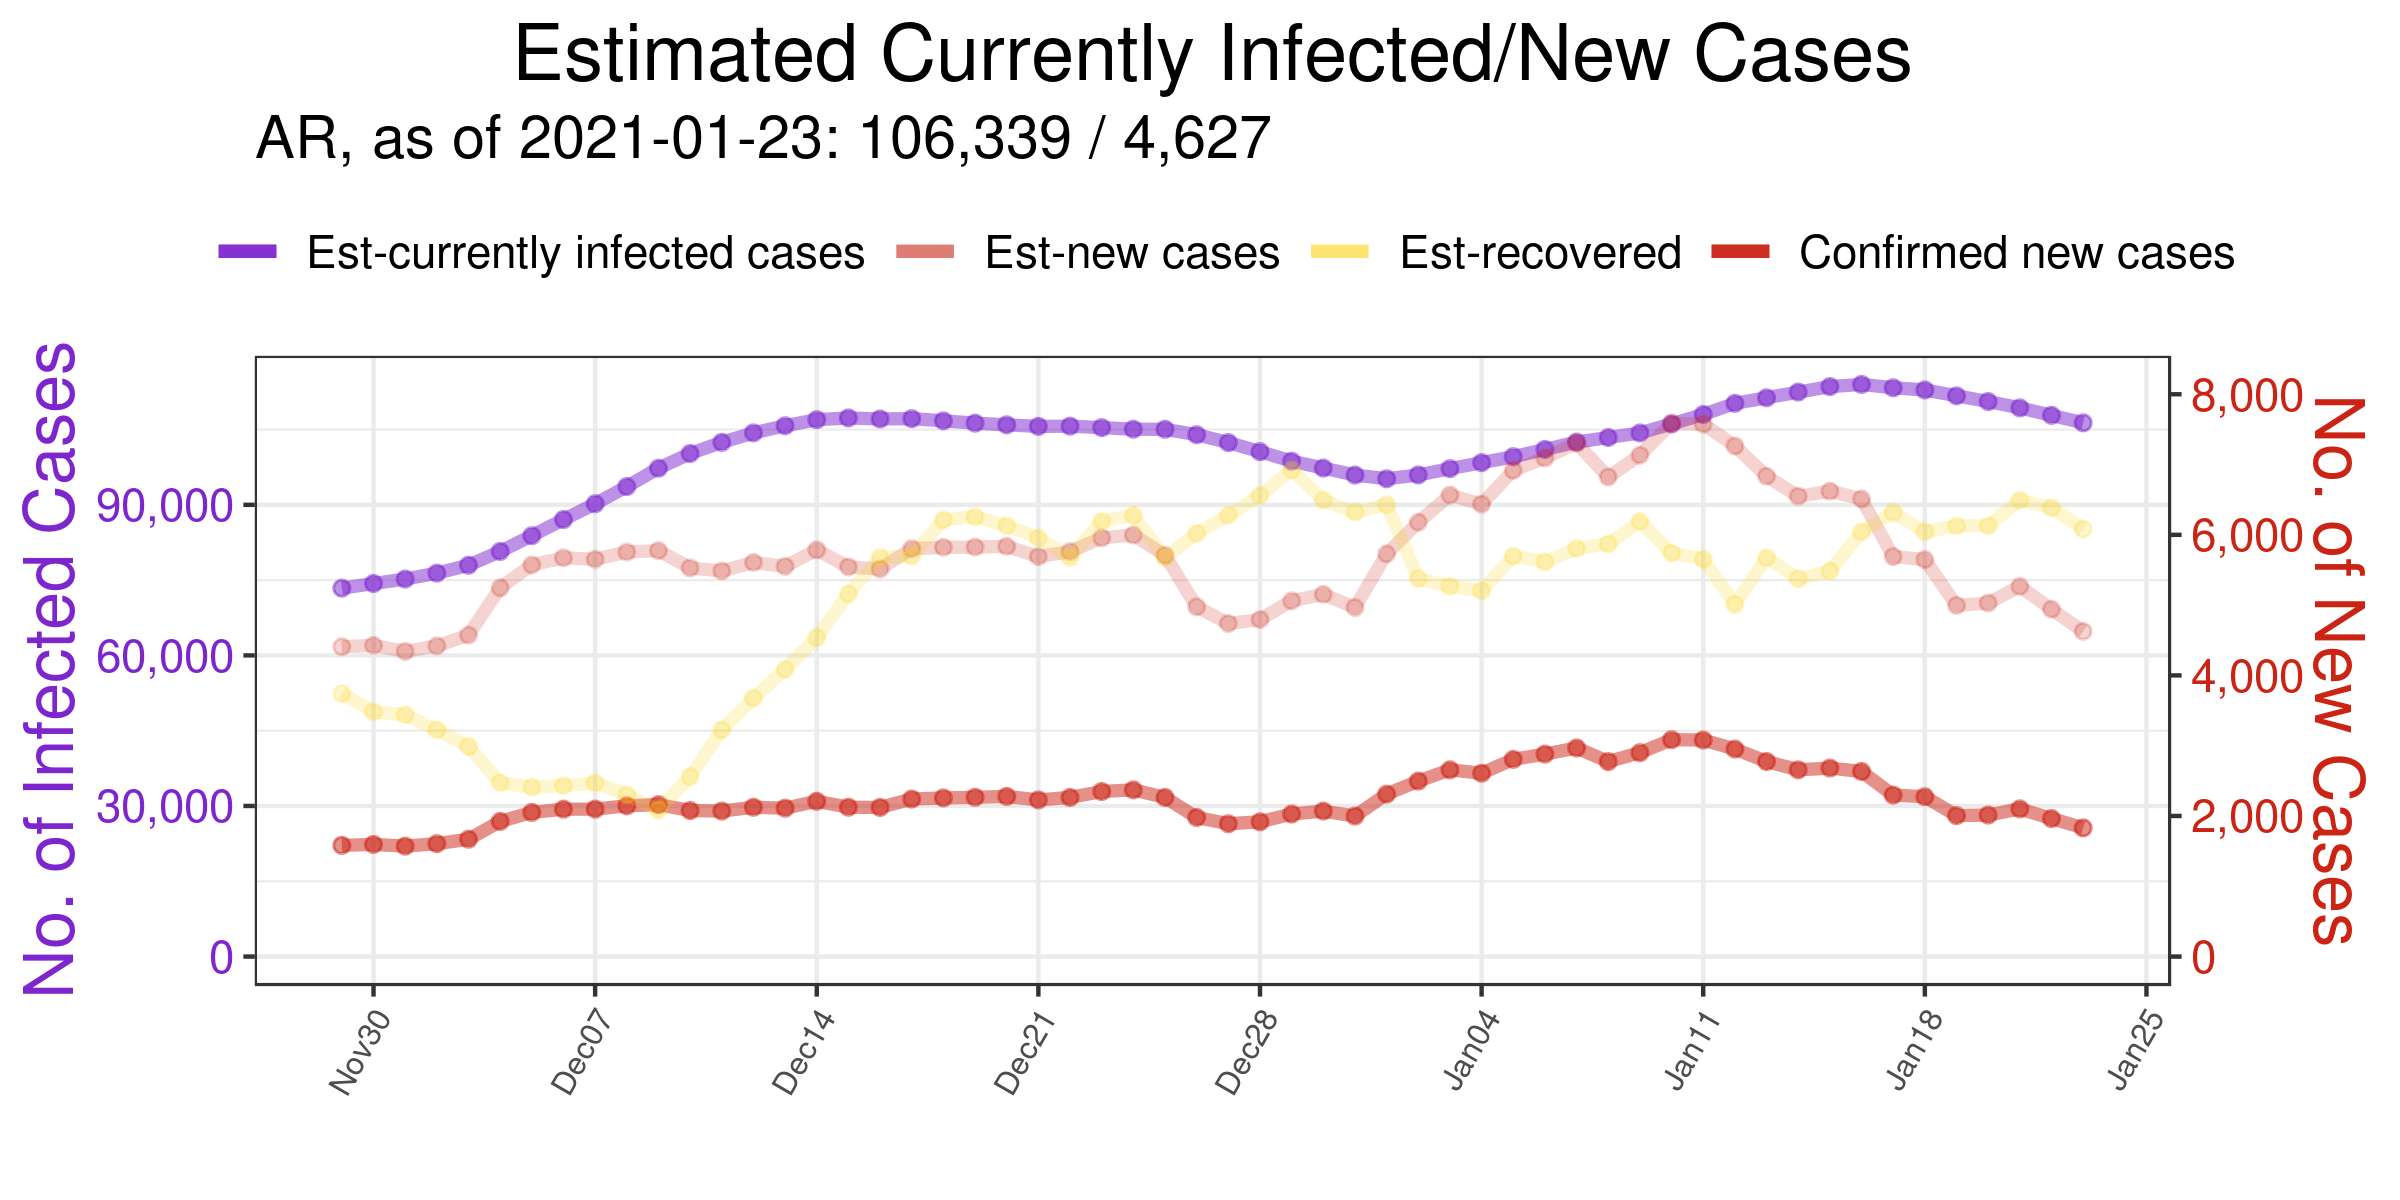 Estimated Currently Infected/New Cases
AR, as of 2021-01-23: 106,339 / 4,627
Est-currently infected cases
Est-new cases
Est-recovered
Confirmed new cases
No. of Infected Cases
90,000
60,000
30,000
0
8,000
6,000
4,000
2,000
0
No. of New Cases
Nov30
Dec07
Dec14
Dec21
Dec28
Jan04
Jan11
Jan18
Jan25